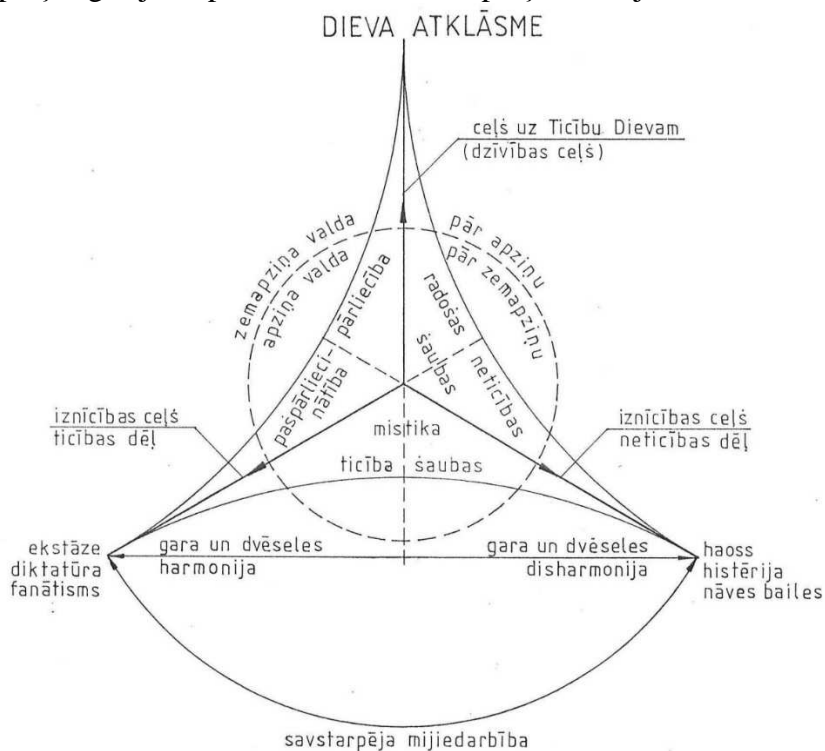 DIEVA ATKLĀSME
ceļš uz Ticību Dievam
(dzīvības ceļš)
zemapziņa valda
apziņa valda
pār apziņu
pār zemapziņu
pārliecība
radošas
šaubas
pašpārlieci-
nātība
neticības
iznīcības ceļš
ticības dēļ
iznīcības ceļš
neticības dēļ
mistika
ticība šaubas
ekstāze
diktatūra
fanātisms
gara un dvēseles
harmonija
gara un dvēseles
disharmonija
haoss
histērija
nāves bailes
savstarpēja mijiedarbība